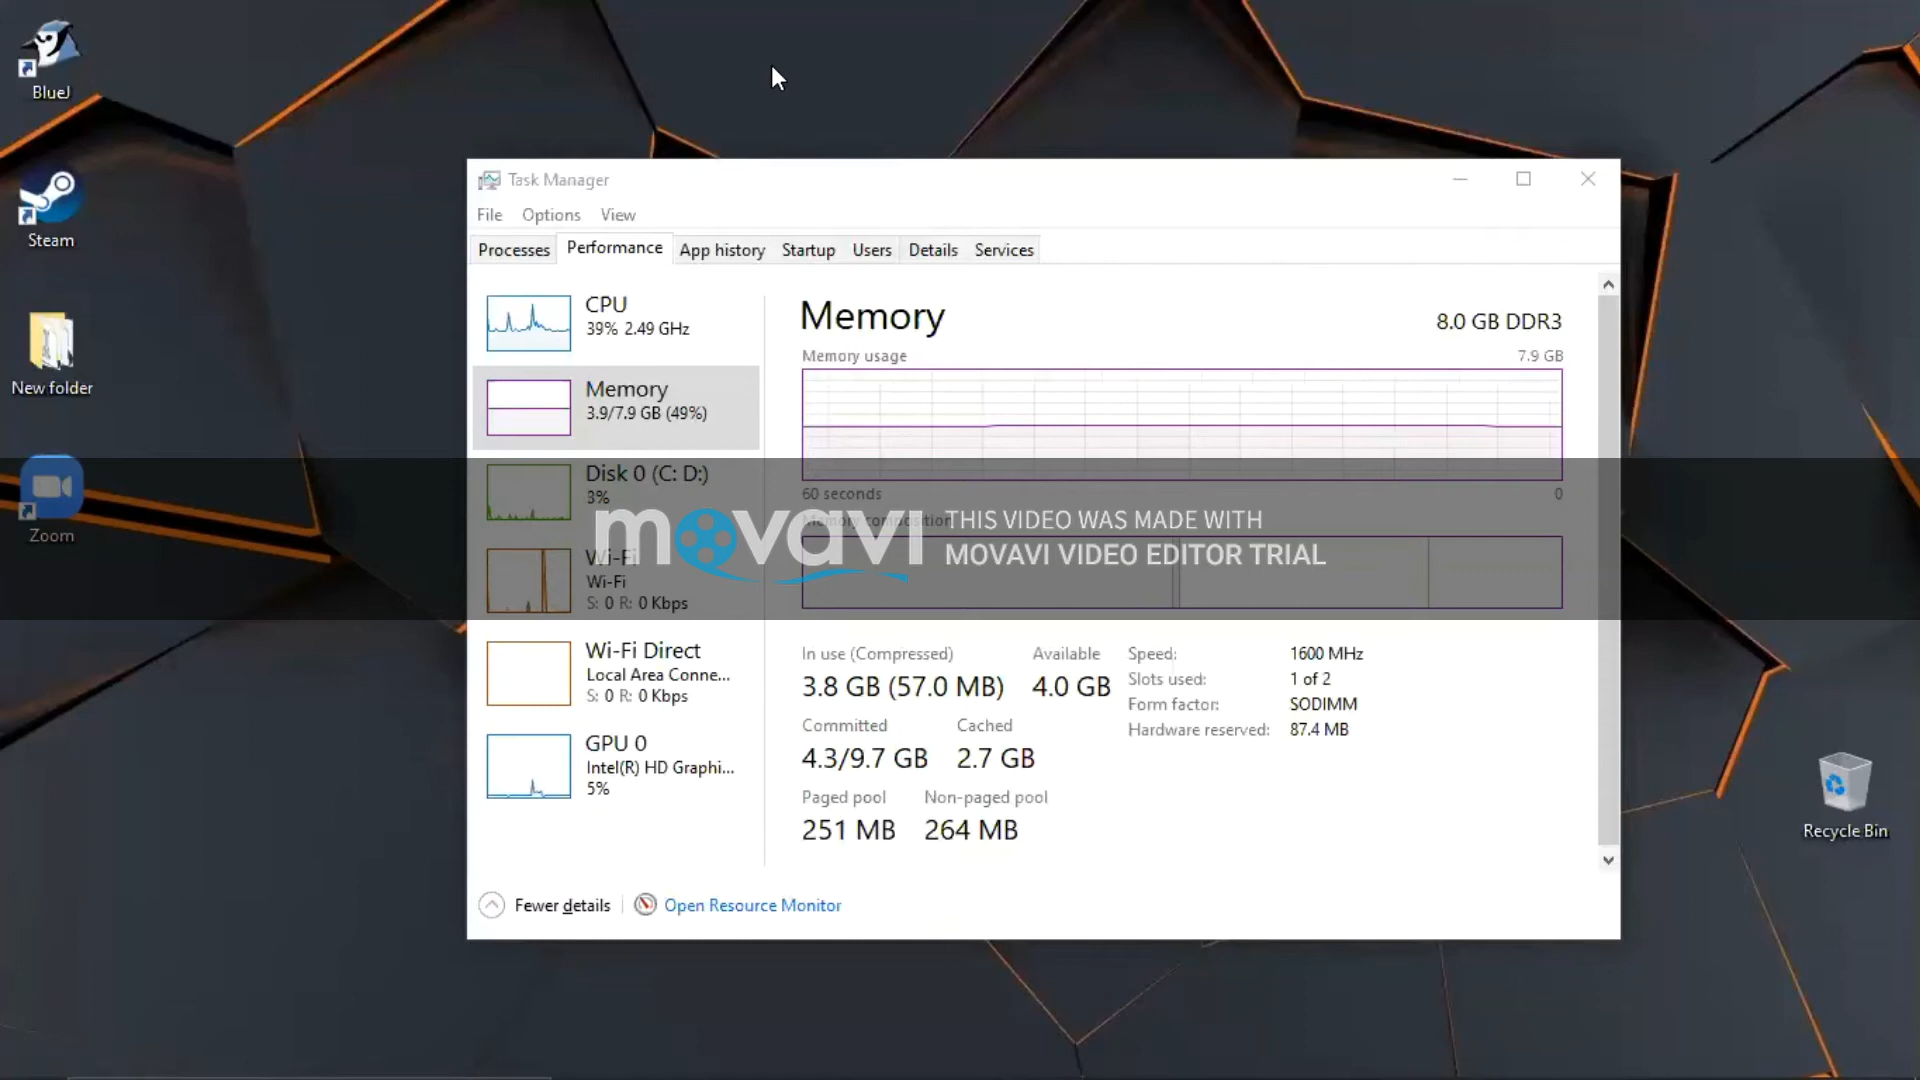 BlueJ
Steam
New folder
Zoom
Recycle Bin
Task Manager
File Options View
Processes Performance App history Startup Users Details Services
CPU
39% 2.49 GHz
Memory
3.9/7.9 GB (49%)
Disk 0 (C: D:)
3%
Wi-Fi
Wi-Fi
S: 0 R: 0 Kbps
Wi-Fi Direct
Local Area Conne...
S: 0 R: 0 Kbps
GPU 0
Intel(R) HD Graphi...
5%
Memory 8.0 GB DDR3
Memory usage 7.9 GB
60 seconds 0
Memory composition
movavi
THIS VIDEO WAS MADE WITH
MOVAVI VIDEO EDITOR TRIAL
In use (Compressed) Available
3.8 GB (57.0 MB) 4.0 GB
Committed Cached
4.3/9.7 GB 2.7 GB
Paged pool Non-paged pool
251 MB 264 MB
Speed: 1600 MHz
Slots used: 1 of 2
Form factor: SODIMM
Hardware reserved: 87.4 MB
Fewer details Open Resource Monitor